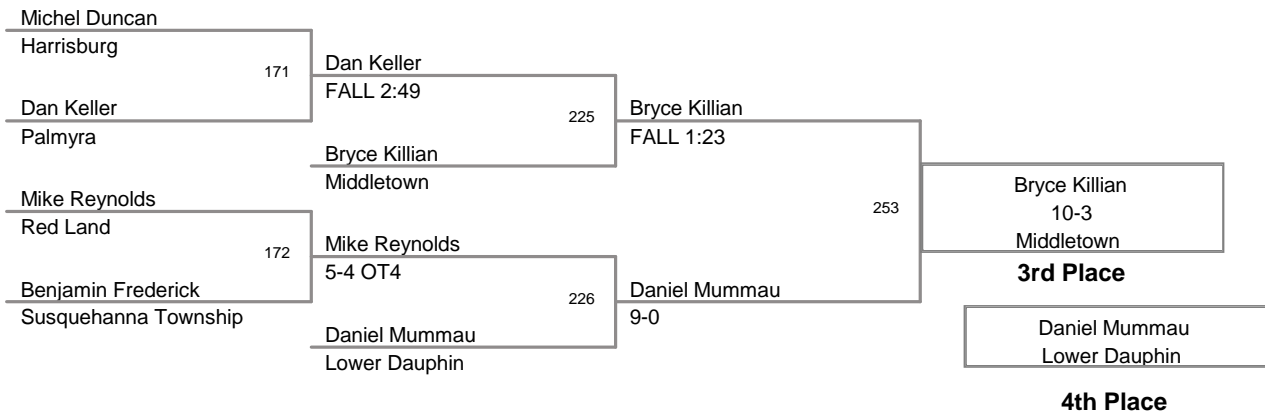 Michel Duncan
Harrisburg
171
Dan Keller
FALL 2:49
Dan Keller
Palmyra
225
Bryce Killian
FALL 1:23
Bryce Killian
Middletown
Mike Reynolds
Red Land
253
Bryce Killian
10-3
Middletown
3rd Place
172
Mike Reynolds
5-4 OT4
Benjamin Frederick
Susquehanna Township
226
Daniel Mummau
9-0
Daniel Mummau
Lower Dauphin
Daniel Mummau
Lower Dauphin
4th Place